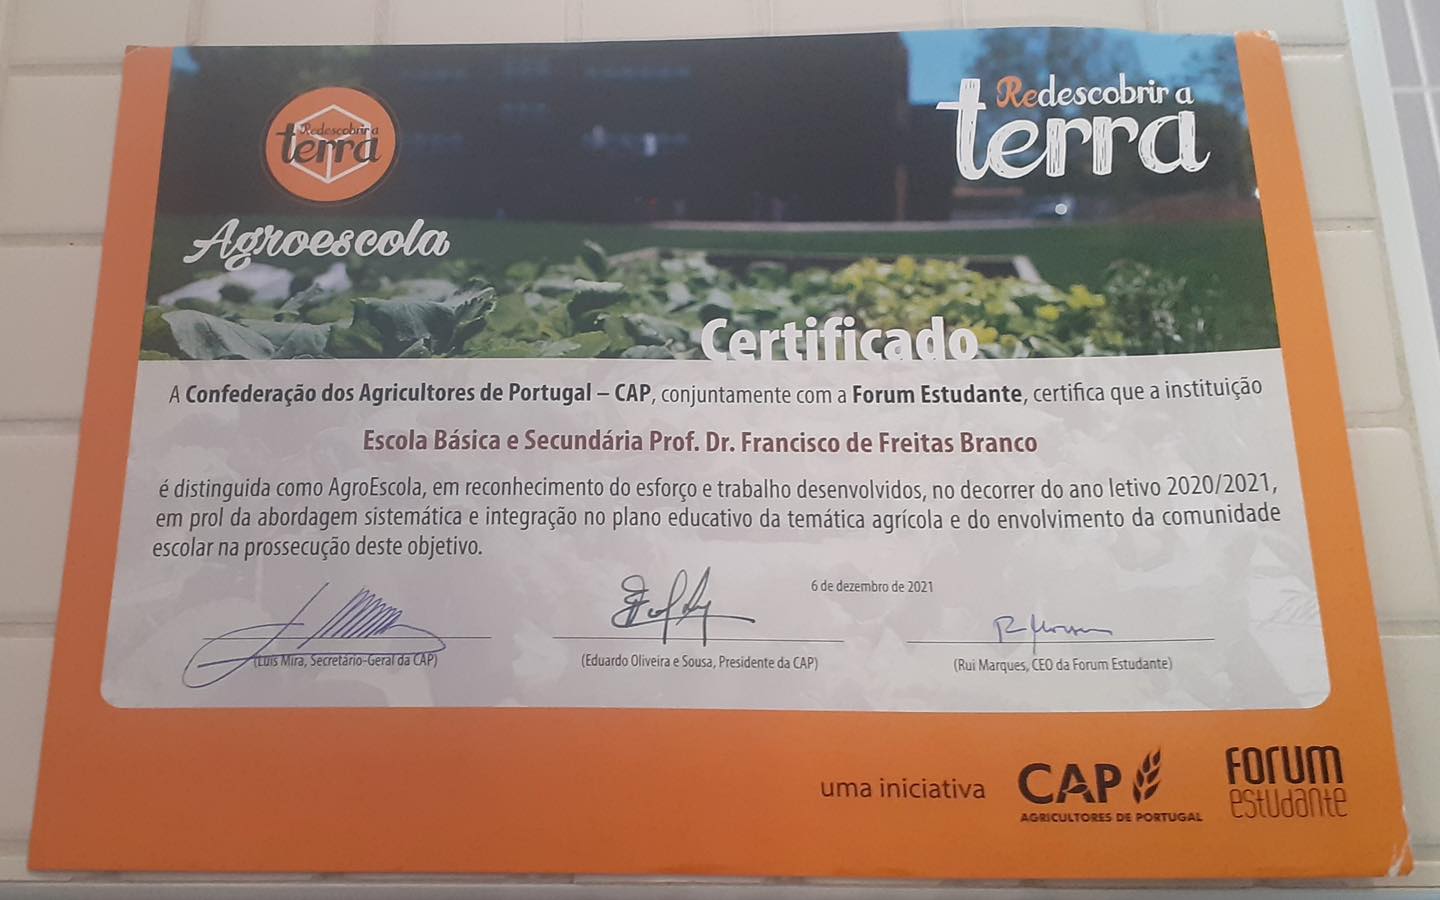 Redescobrir a
terra
Agroescola
Redescobrir a
terra
Certificado
A Confederação dos Agricultores de Portugal – CAP, conjuntamente com a Forum Estudante, certifica que a instituição
Escola Básica e Secundária Prof. Dr. Francisco de Freitas Branco
é distinguida como AgroEscola, em reconhecimento do esforço e trabalho desenvolvidos, no decorrer do ano letivo 2020/2021,
em prol da abordagem sistemática e integração no plano educativo da temática agrícola e do envolvimento da comunidade
escolar na prossecução deste objetivo.
6 de dezembro de 2021
(Luís Mira, Secretário-Geral da CAP)
(Eduardo Oliveira e Sousa, Presidente da CAP)
(Rui Marques, CEO da Forum Estudante)
uma iniciativa
CAP
AGRICULTORES DE PORTUGAL
FORUM
estudante